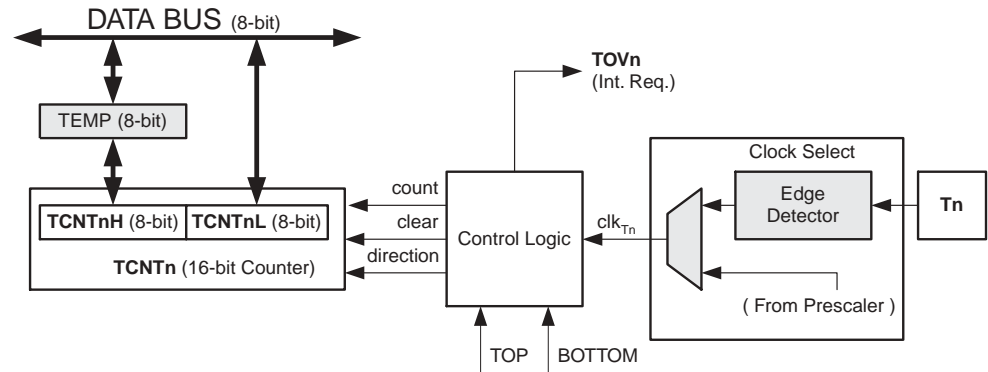 DATA BUS (8-bit)
TOVn
(Int. Req.)
TEMP (8-bit)
Clock Select
count
Edge
Detector
Tn
TCNTnH (8-bit) TCNTnL (8-bit)
clear
Control Logic
clkTn
TCNTn (16-bit Counter)
direction
( From Prescaler )
TOP
BOTTOM